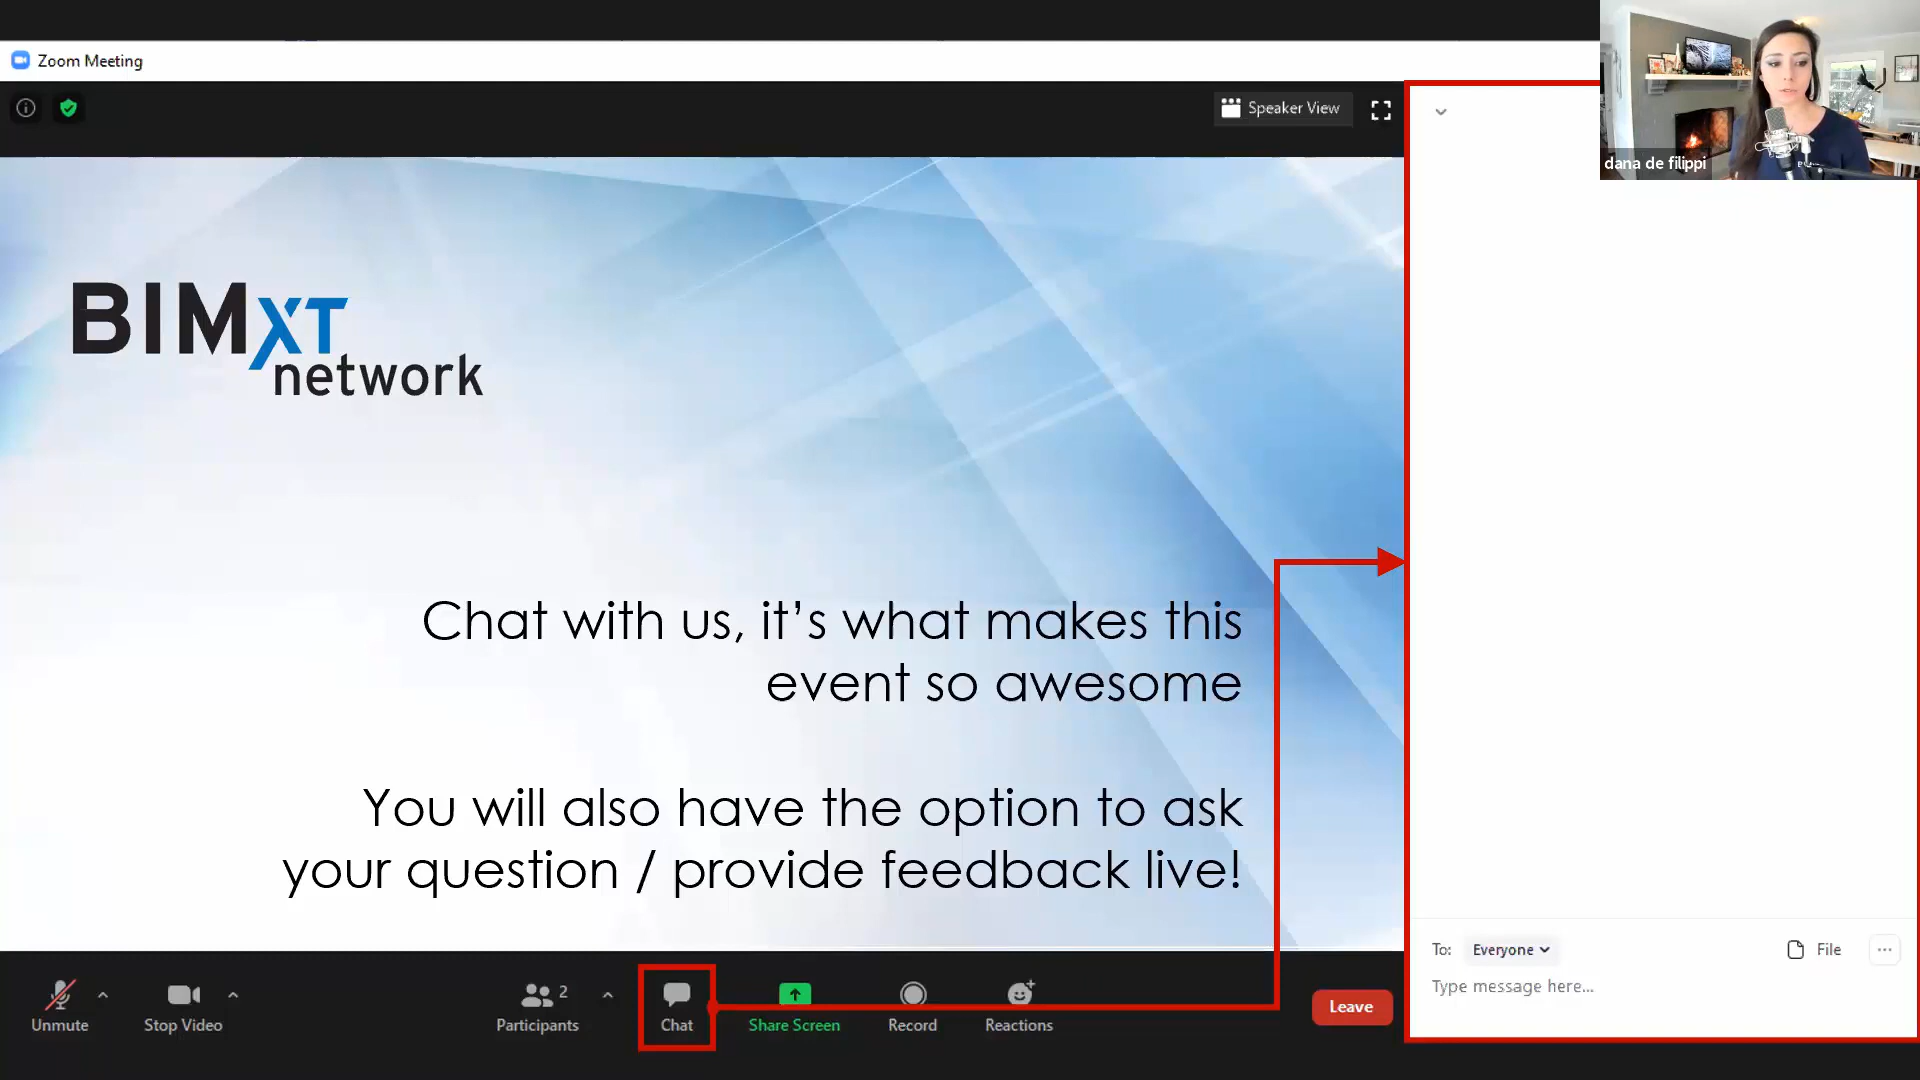 Zoom Meeting
Speaker View
dana de filippi
BIMXT
network
Chat with us, it’s what makes this
event so awesome
You will also have the option to ask
your question / provide feedback live!
To: Everyone File
Type message here...
2
Unmute Stop Video Participants Chat Share Screen Record Reactions Leave